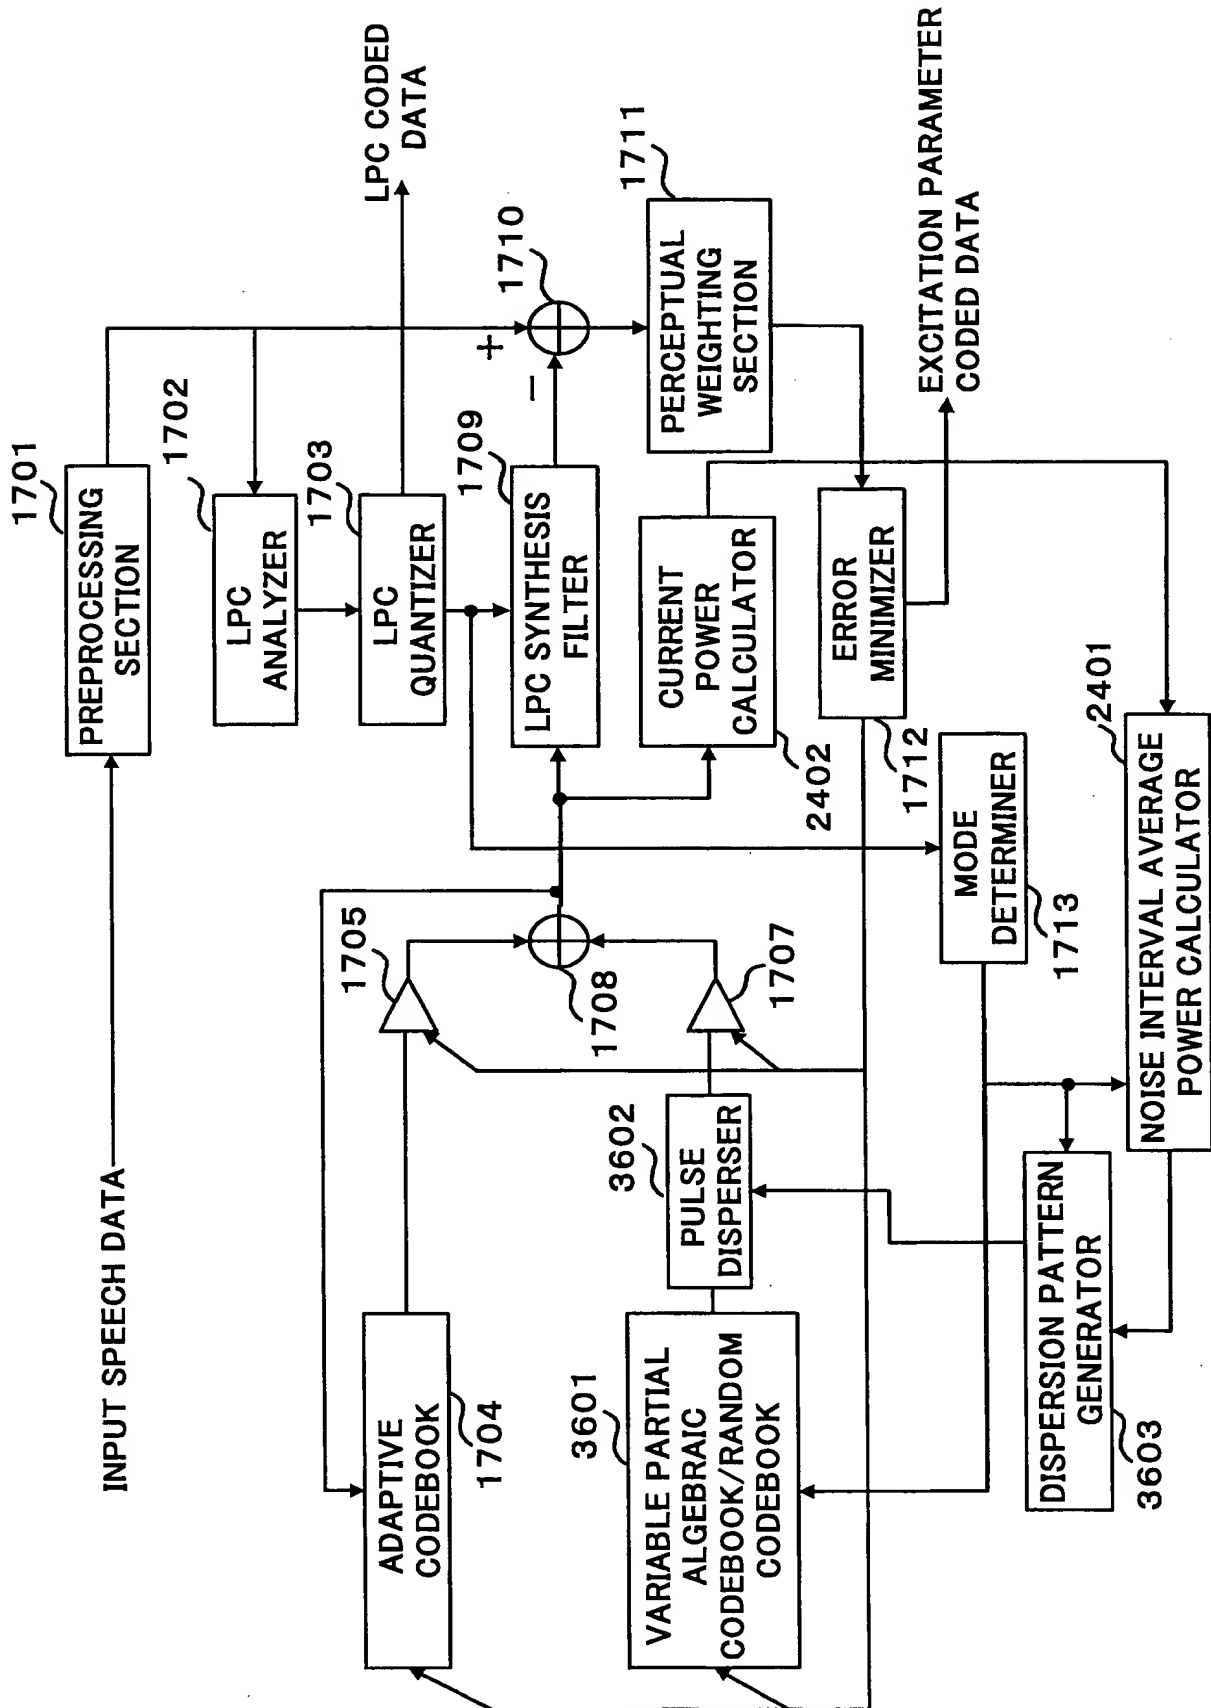 INPUT SPEECH DATA
1701
PREPROCESSING
SECTION
1702
LPC
ANALYZER
1703
LPC
QUANTIZER
LPC CODED
DATA
1709
LPC SYNTHESIS
FILTER
+
−
1710
PERCEPTUAL
WEIGHTING
SECTION
1711
ADAPTIVE
CODEBOOK
1704
1705
1708
1707
3601
VARIABLE PARTIAL
ALGEBRAIC
CODEBOOK/RANDOM
CODEBOOK
3602
PULSE
DISPERSER
CURRENT
POWER
CALCULATOR
2402
ERROR
MINIMIZER
1712
EXCITATION PARAMETER
CODED DATA
MODE
DETERMINER
1713
DISPERSION PATTERN
GENERATOR
3603
2401
NOISE INTERVAL AVERAGE
POWER CALCULATOR